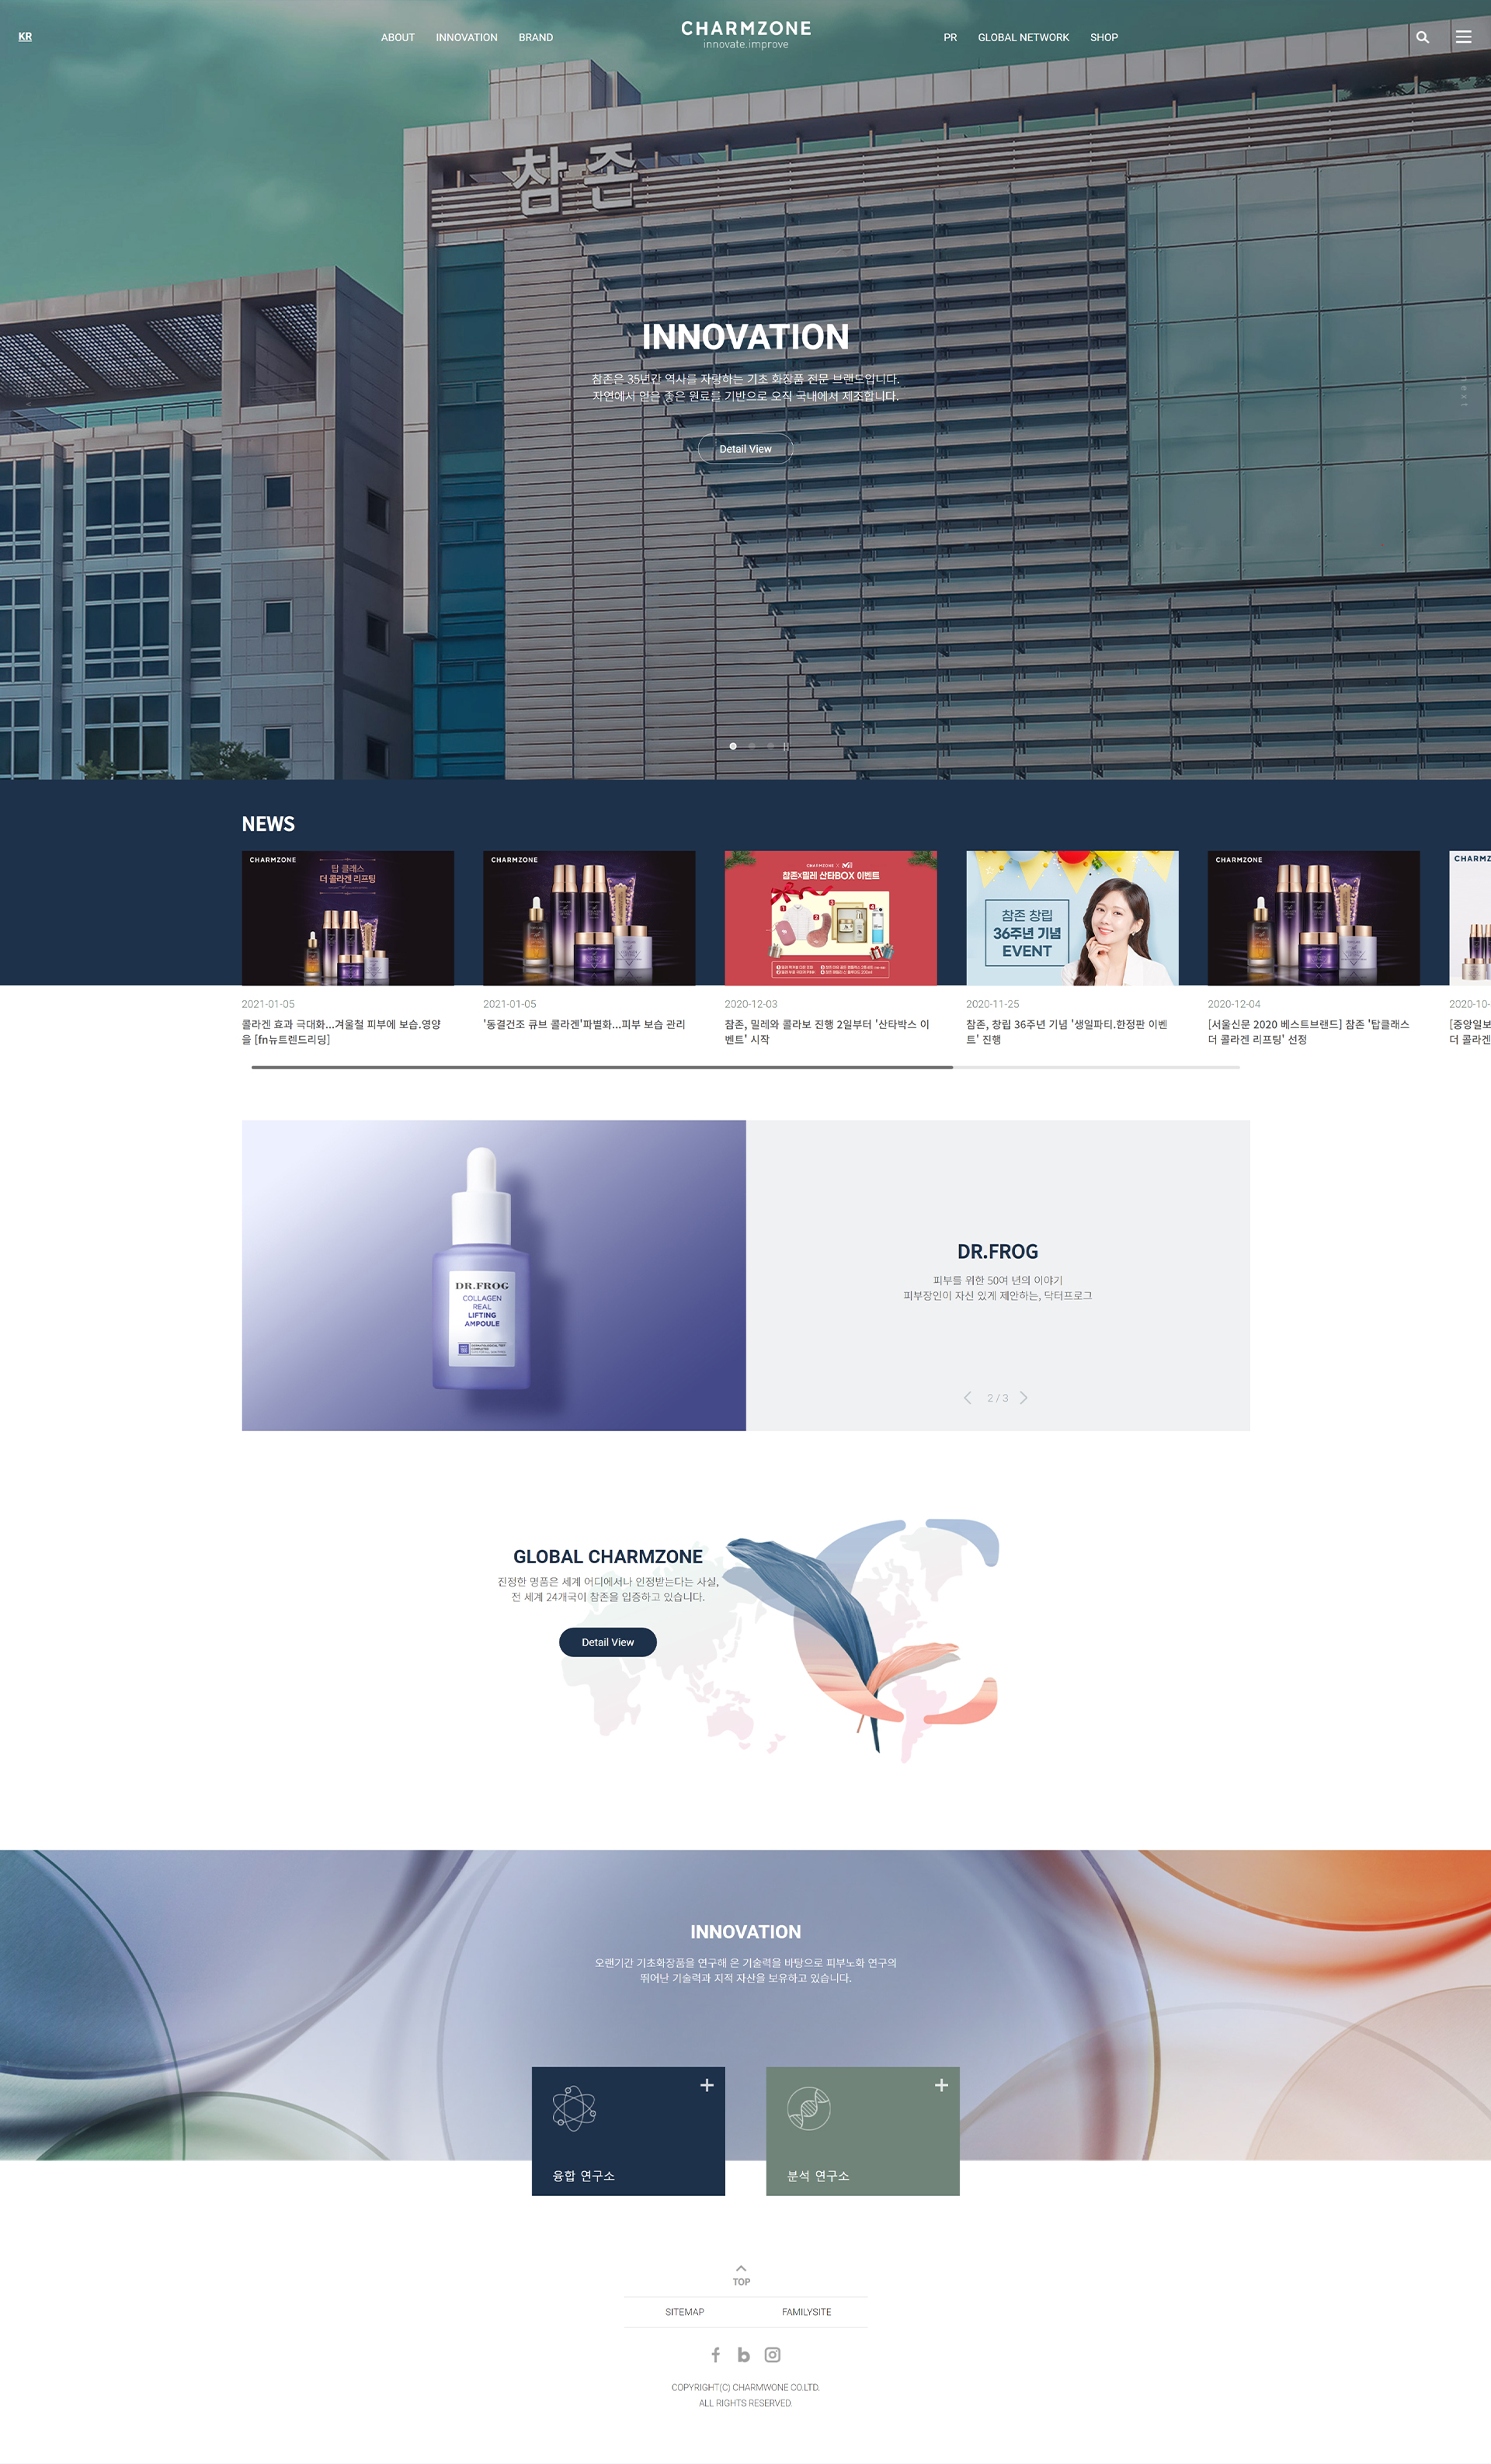 KR
ABOUT
INNOVATION
BRAND
CHARMZONE
innovate.improve
PR
GLOBAL NETWORK
SHOP
참존
INNOVATION
참존은 35년간 역사를 자랑하는 기초 화장품 전문 브랜드입니다.
자연에서 얻은 좋은 원료를 기반으로 오직 국내에서 제조합니다.
Detail View
NEWS
CHARMZONE
탑 클래스
더 콜라겐 리프팅
2021-01-05
콜라겐 효과 극대화...겨울철 피부에 보습.영양
을 [fn뉴트렌드리딩]
CHARMZONE
2021-01-05
'동결건조 큐브 콜라겐'파별화...피부 보습 관리
CHARMZONE X
참존x밀레 산타BOX 이벤트
1
2
3
4
2020-12-03
참존, 밀레와 콜라보 진행 2일부터 '산타박스 이
벤트' 시작
참존 창립
36주년 기념
EVENT
2020-11-25
참존, 창립 36주년 기념 '생일파티.한정판 이벤
트' 진행
CHARMZONE
2020-12-04
[서울신문 2020 베스트브랜드] 참존 '탑클래스
더 콜라겐 리프팅' 선정
CHARMZ
2020-10-
[중앙일보
더 콜라겐
DR.FROG
COLLAGEN
REAL
LIFTING
AMPOULE
DR.FROG
피부를 위한 50여 년의 이야기
피부장인이 자신 있게 제안하는, 닥터프로그
2 / 3
GLOBAL CHARMZONE
진정한 명품은 세계 어디에서나 인정받는다는 사실,
전 세계 24개국이 참존을 입증하고 있습니다.
Detail View
INNOVATION
오랜기간 기초화장품을 연구해 온 기술력을 바탕으로 피부노화 연구의
뛰어난 기술력과 지적 자산을 보유하고 있습니다.
융합 연구소
분석 연구소
TOP
SITEMAP
FAMILYSITE
COPYRIGHT(C) CHARMWONE CO.LTD.
ALL RIGHTS RESERVED.